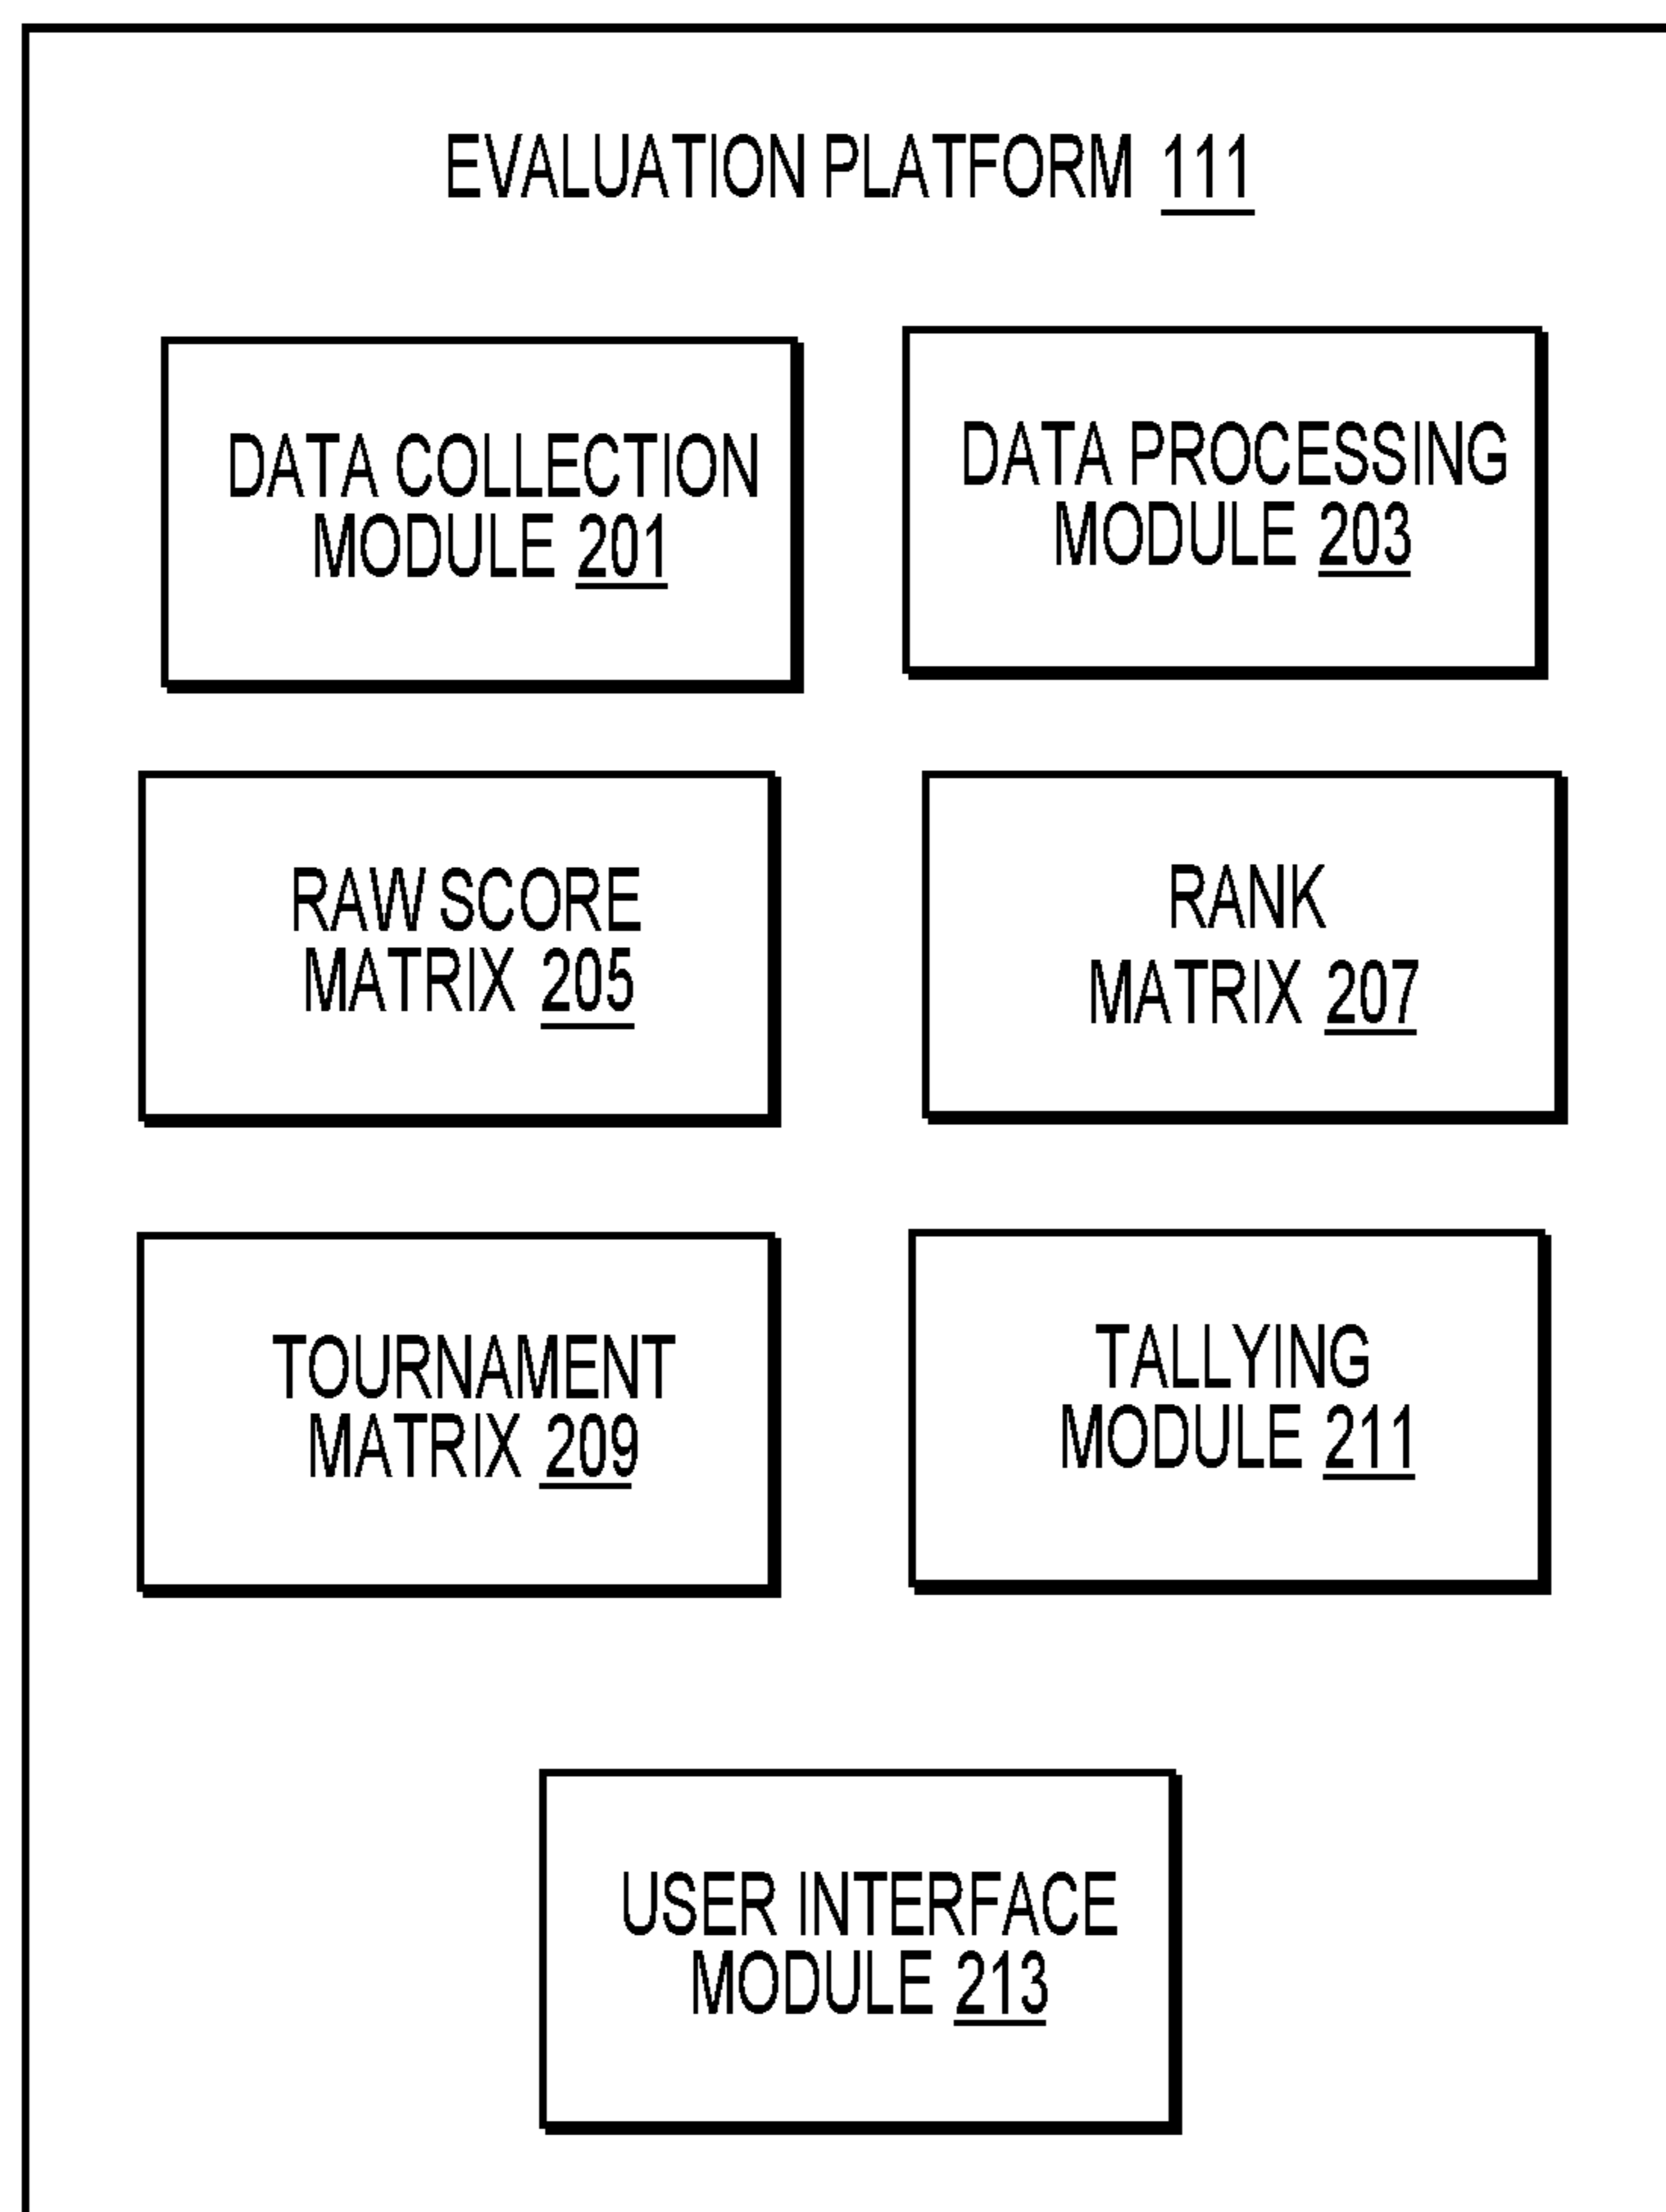 EVALUATION PLATFORM 111
DATA COLLECTION
MODULE 201
DATA PROCESSING
MODULE 203
RAW SCORE
MATRIX 205
RANK
MATRIX 207
TOURNAMENT
MATRIX 209
TALLYING
MODULE 211
USER INTERFACE
MODULE 213